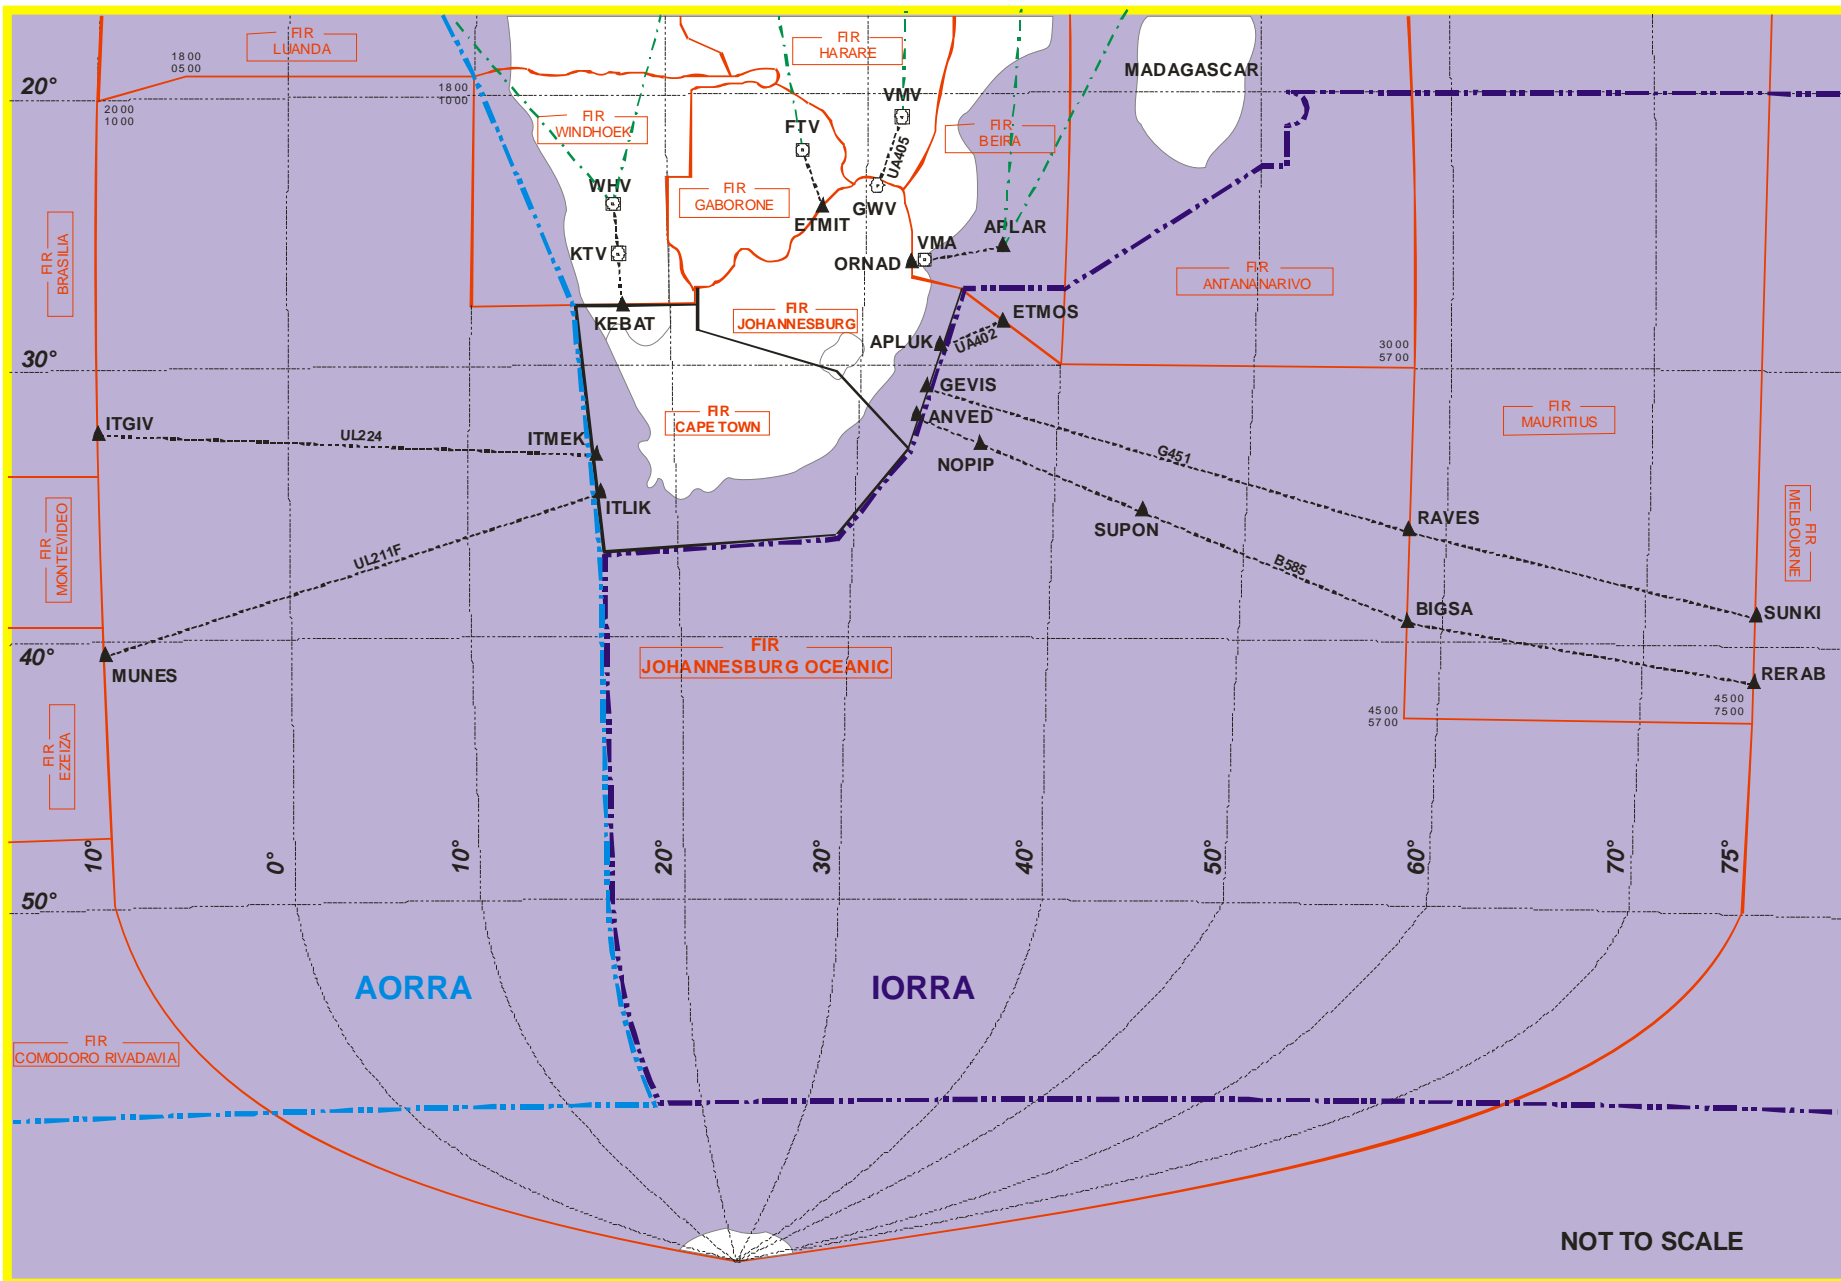 FIR
LUANDA
1800
0500
20°
2000
1000
1800
1000
FIR
HARARE
MADAGASCAR
FIR
WINDHOEK
FTV
VMV
UA405
FIR
BEIRA
WHV
FIR
GABORONE
ETMIT
GWV
FIR
BRASILIA
KTV
ORNAD
VMA
APLAR
FIR
ANTANANARIVO
KEBAT
FIR
JOHANNESBURG
ETMOS
APLUK
UA402
30°
3000
5700
GEVIS
ANVED
FIR
CAPE TOWN
FIR
MAURITIUS
ITGIV
UL224
ITMEK
NOPIP
G451
ITLIK
SUPON
RAVES
FIR
MONTEVIDEO
FIR
MELBOURNE
UL211F
B585
BIGSA
SUNKI
40°
MUNES
FIR
JOHANNESBURG OCEANIC
RERAB
4500
5700
4500
7500
FIR
EZEIZA
10°
0°
10°
20°
30°
40°
50°
60°
70°
75°
50°
AORRA
IORRA
FIR
COMODORO RIVADAVIA
NOT TO SCALE